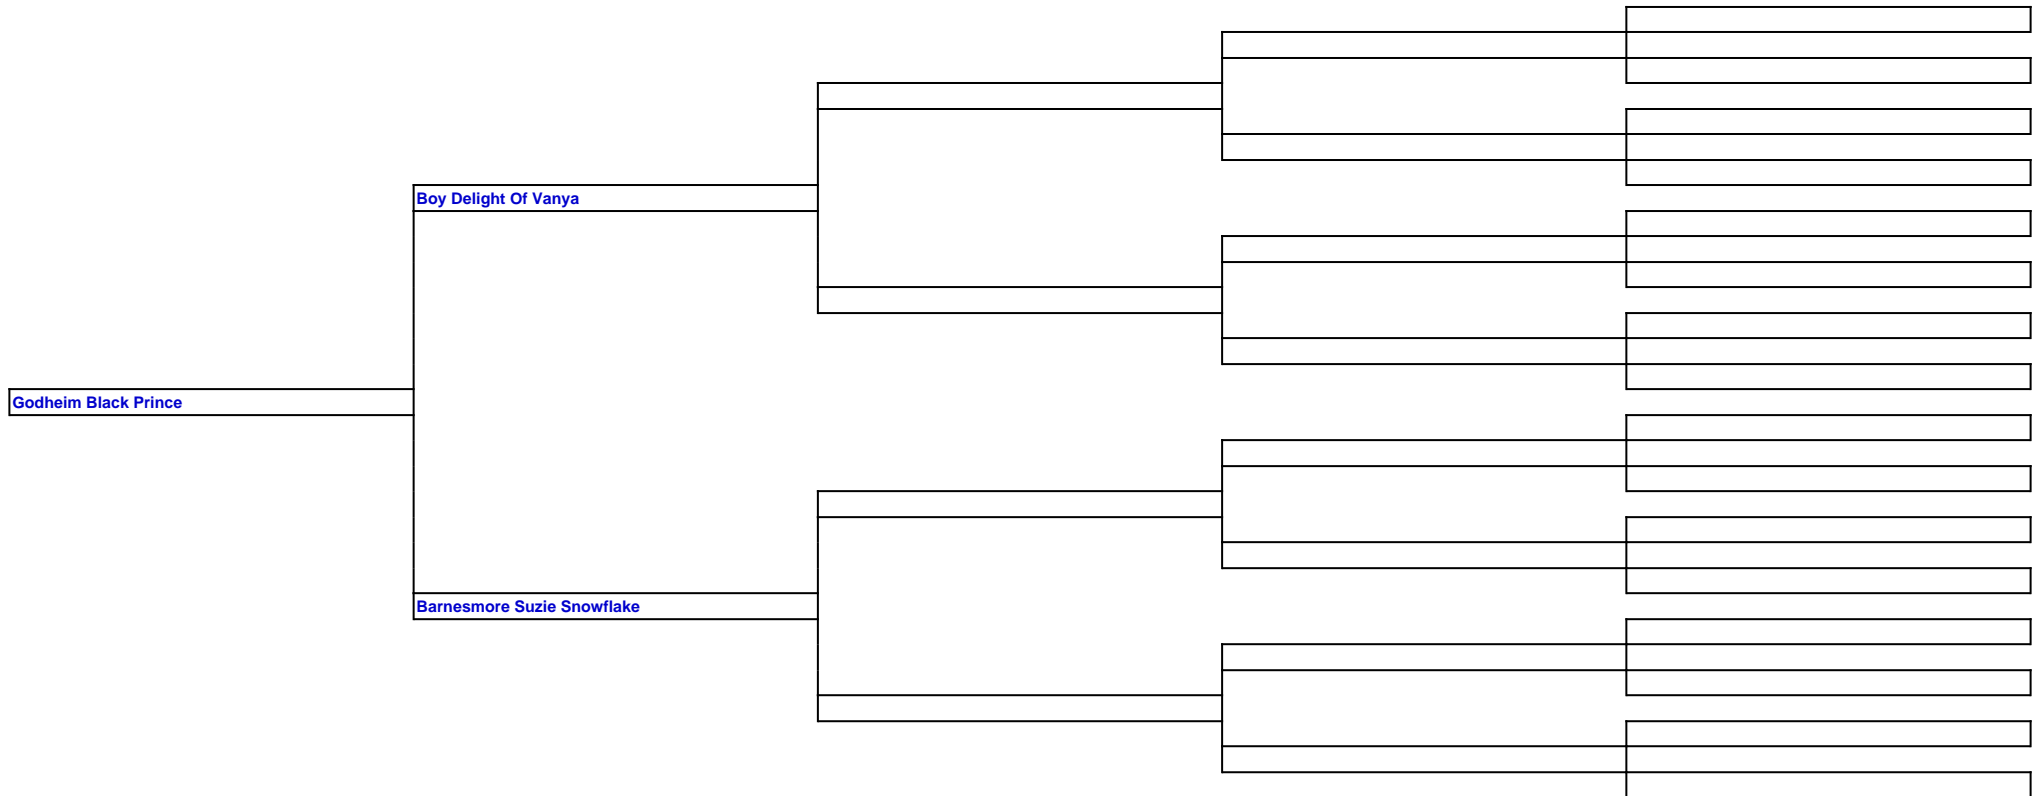 Boy Delight Of Vanya
Godheim Black Prince
Barnesmore Suzie Snowflake